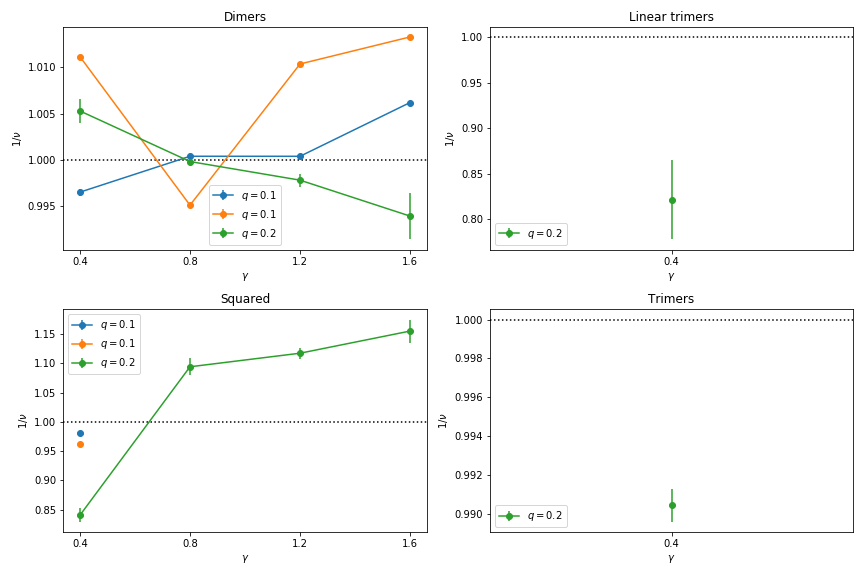 Dimers
1.010
1.005
1.000
0.995
1/ν
q = 0.1
q = 0.1
q = 0.2
0.4 0.8 1.2 1.6
γ
Linear trimers
1.00
0.95
0.90
0.85
0.80
1/ν
q = 0.2
0.4
γ
Squared
1.15
1.10
1.05
1.00
0.95
0.90
0.85
1/ν
q = 0.1
q = 0.1
q = 0.2
0.4 0.8 1.2 1.6
γ
Trimers
1.000
0.998
0.996
0.994
0.992
0.990
1/ν
q = 0.2
0.4
γ